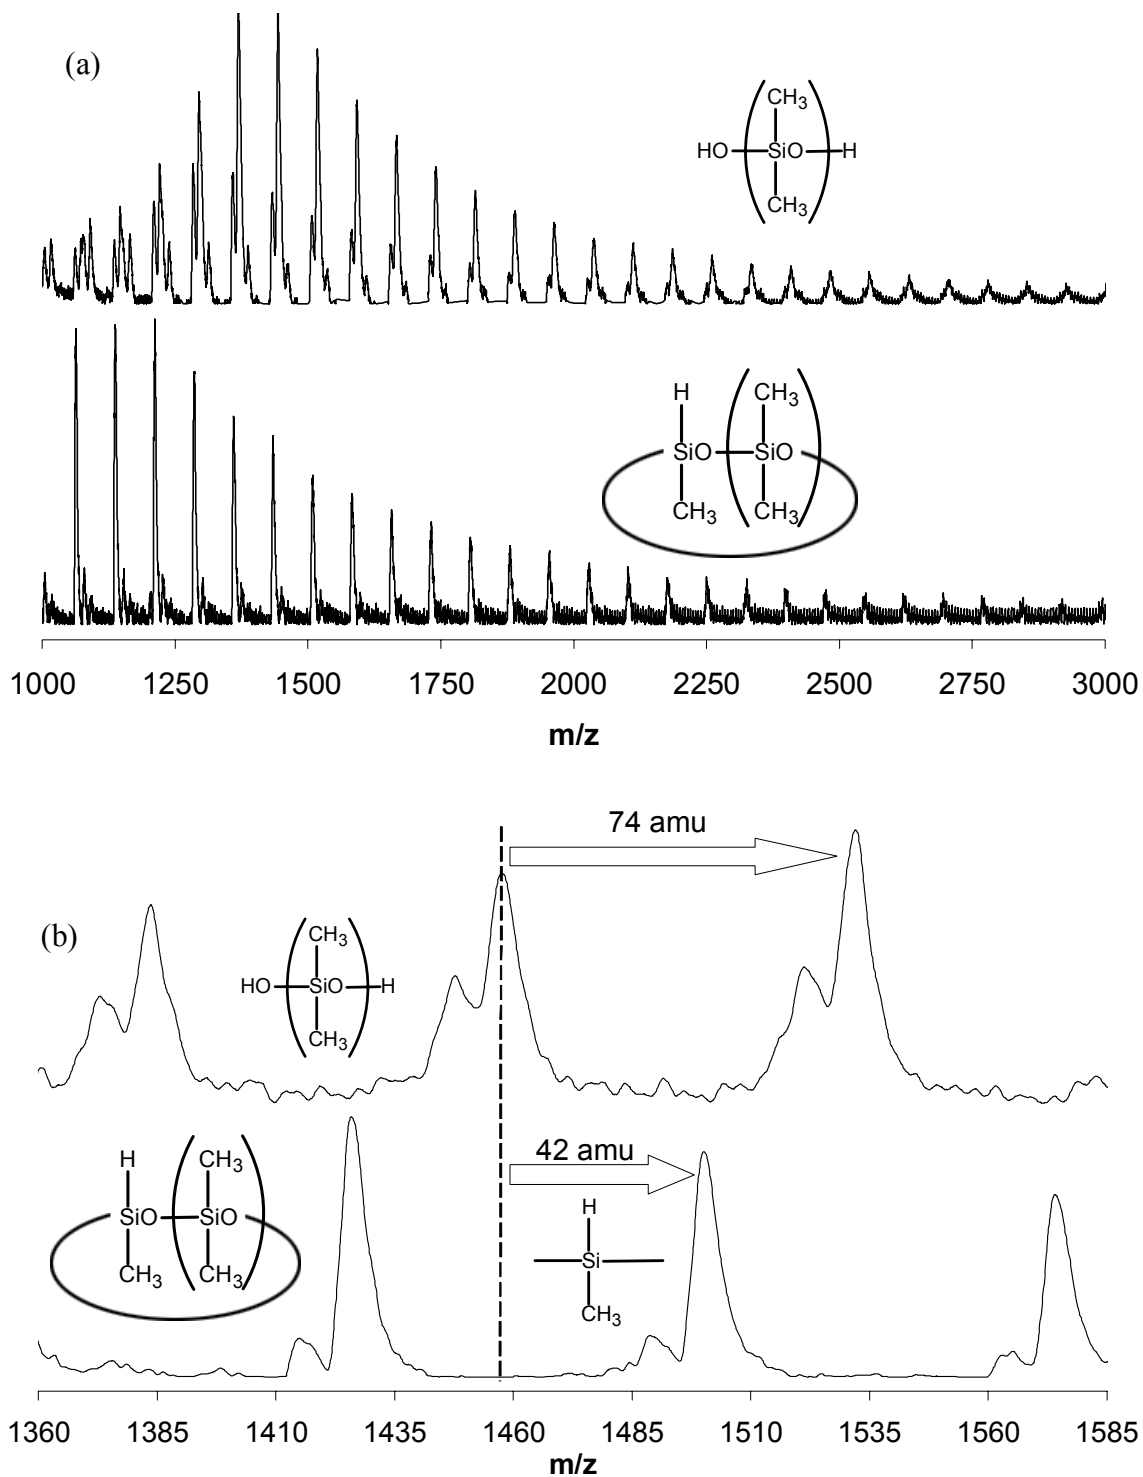 (a)
CH3
HO SiO H
CH3
H CH3
SiO SiO
CH3 CH3
1000 1250 1500 1750 2000 2250 2500 2750 3000
m/z
74 amu
(b)
CH3
HO SiO H
CH3
42 amu
H CH3
SiO SiO
CH3 CH3
H
Si
CH3
1360 1385 1410 1435 1460 1485 1510 1535 1560 1585
m/z